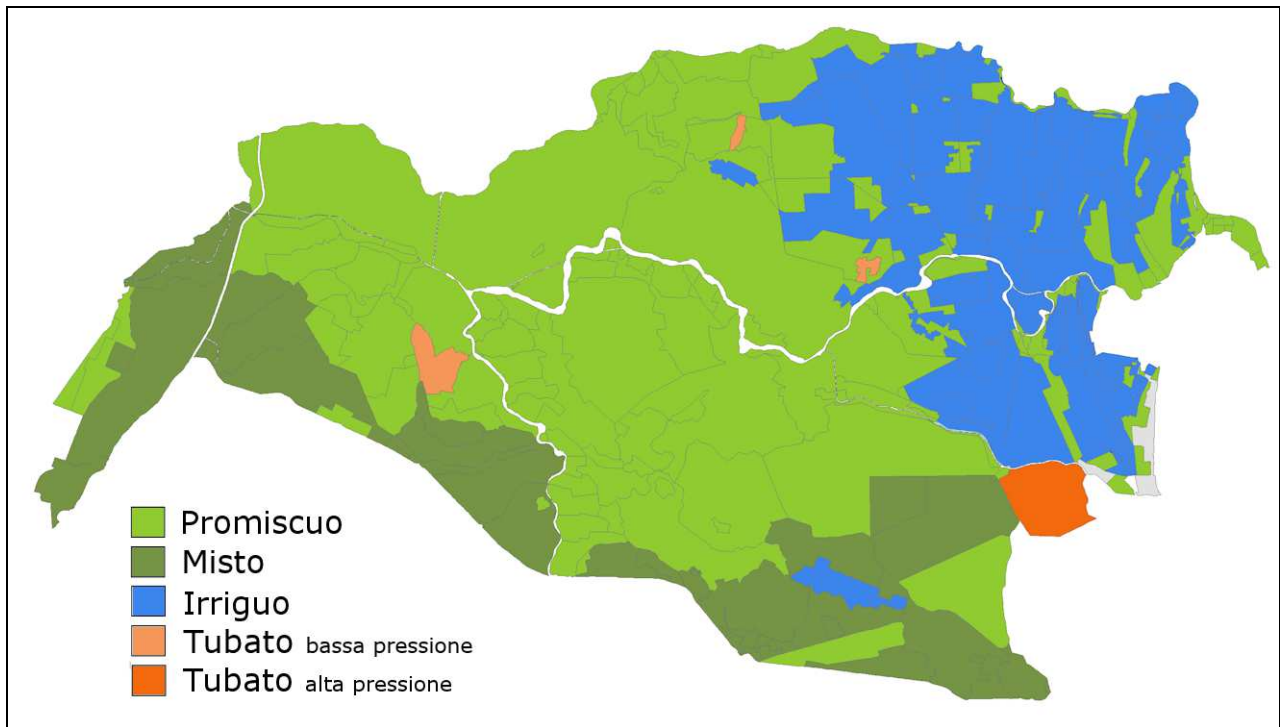 Promiscuo
Misto
Irriguo
Tubato bassa pressione
Tubato alta pressione